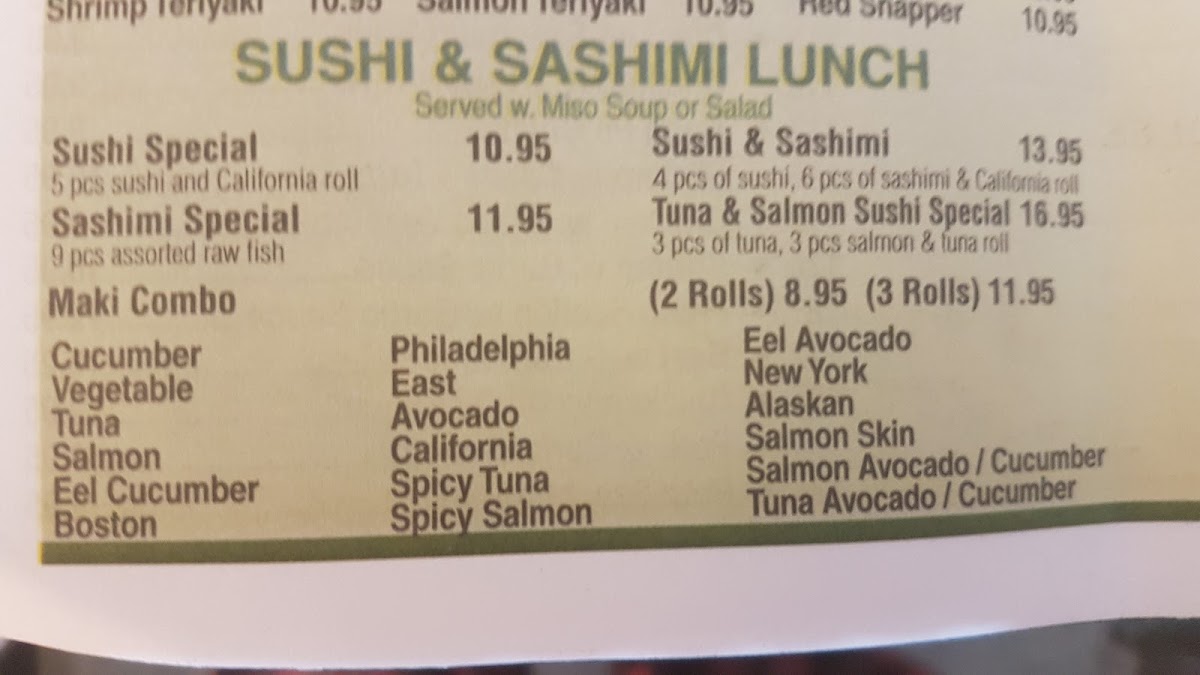 Shrimp Teriyaki 10.95 Salmon Teriyaki 10.95 Red Snapper 10.95
SUSHI & SASHIMI LUNCH
Served w. Miso Soup or Salad
Sushi Special 10.95
5 pcs sushi and California roll
Sashimi Special 11.95
9 pcs assorted raw fish
Sushi & Sashimi 13.95
4 pcs of sushi, 6 pcs of sashimi & California roll
Tuna & Salmon Sushi Special 16.95
3 pcs of tuna, 3 pcs salmon & tuna roll
Maki Combo (2 Rolls) 8.95 (3 Rolls) 11.95
Cucumber
Vegetable
Tuna
Salmon
Eel Cucumber
Boston
Philadelphia
East
Avocado
California
Spicy Tuna
Spicy Salmon
Eel Avocado
New York
Alaskan
Salmon Skin
Salmon Avocado / Cucumber
Tuna Avocado / Cucumber